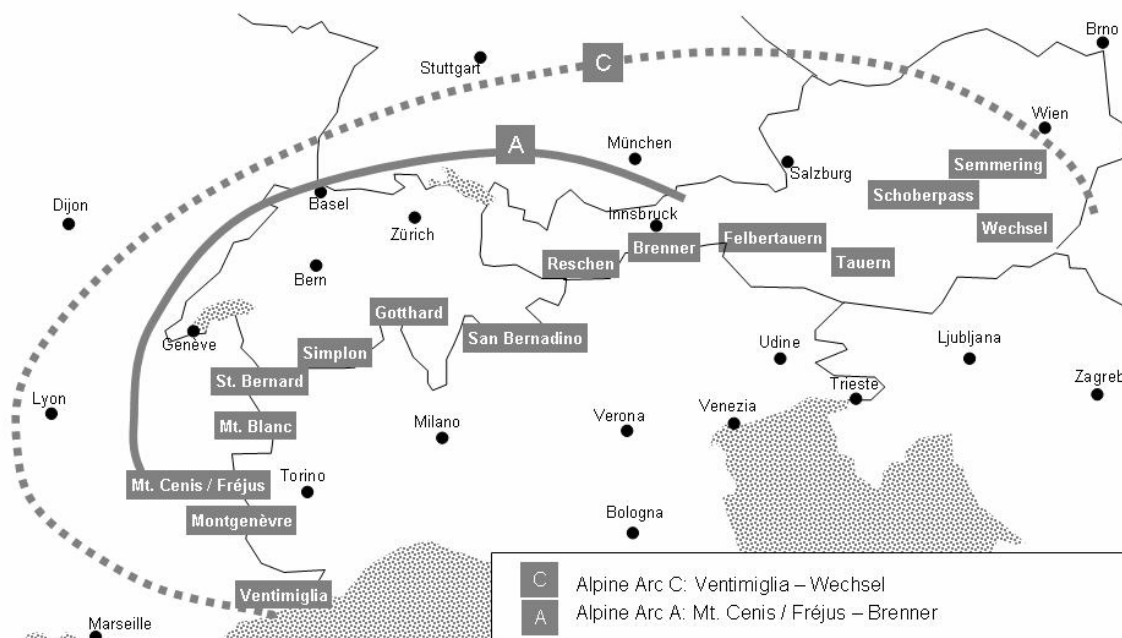 Brno
C
Stuttgart
Wien
A
München
Semmering
Salzburg
Schoberpass
Basel
Dijon
Innsbruck
Zürich
Wechsel
Felbertauern
Brenner
Reschen
Tauern
Bern
Gotthard
San Bernadino
Genève
Simplon
Udine
Ljubljana
St. Bernard
Trieste
Zagreb
Lyon
Milano
Verona
Venezia
Mt. Blanc
Torino
Mt. Cenis / Fréjus
Bologna
Montgenèvre
Ventimiglia
Marseille
C Alpine Arc C: Ventimiglia – Wechsel
A Alpine Arc A: Mt. Cenis / Fréjus – Brenner